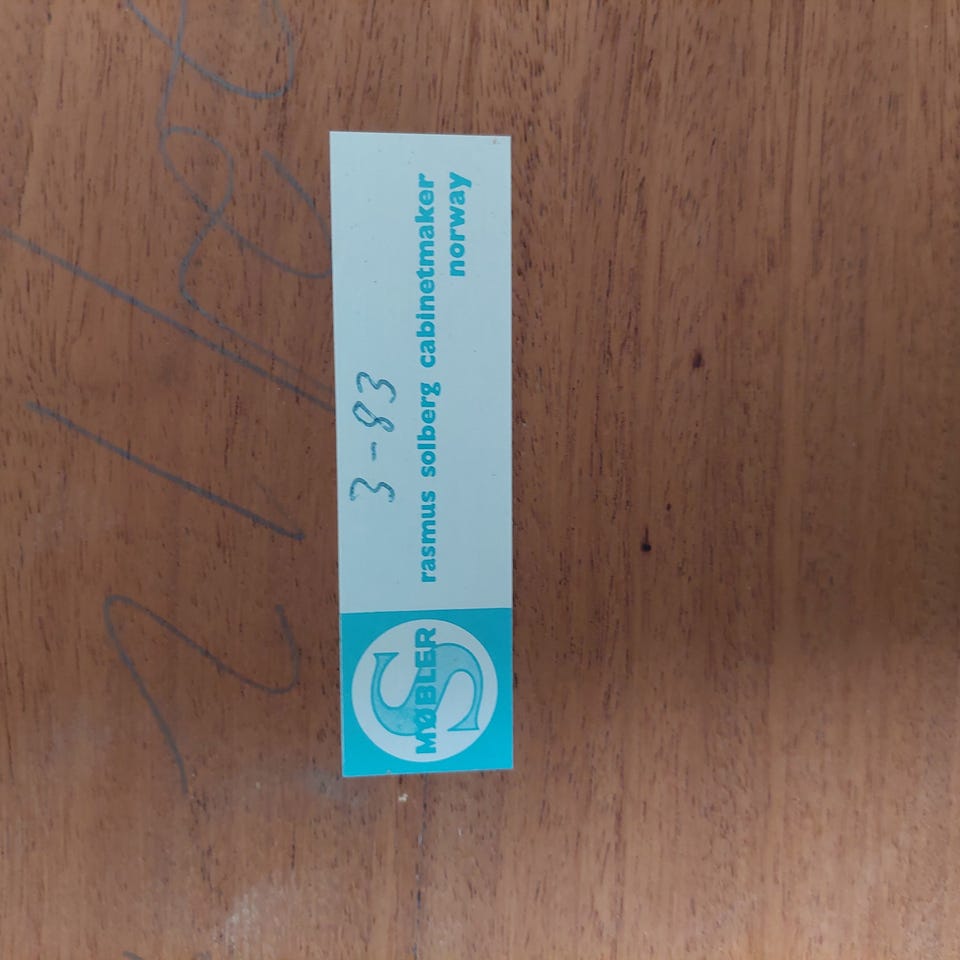 3-83
MØBLER
rasmus solberg cabinetmaker
norway